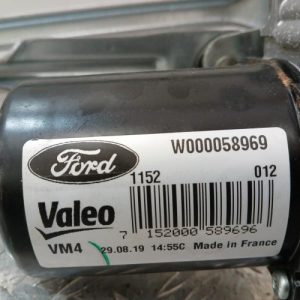 Ford
W000058969
1152
012
Valeo
7 152000 589696
VM4
29.08.19 14:55C Made in France